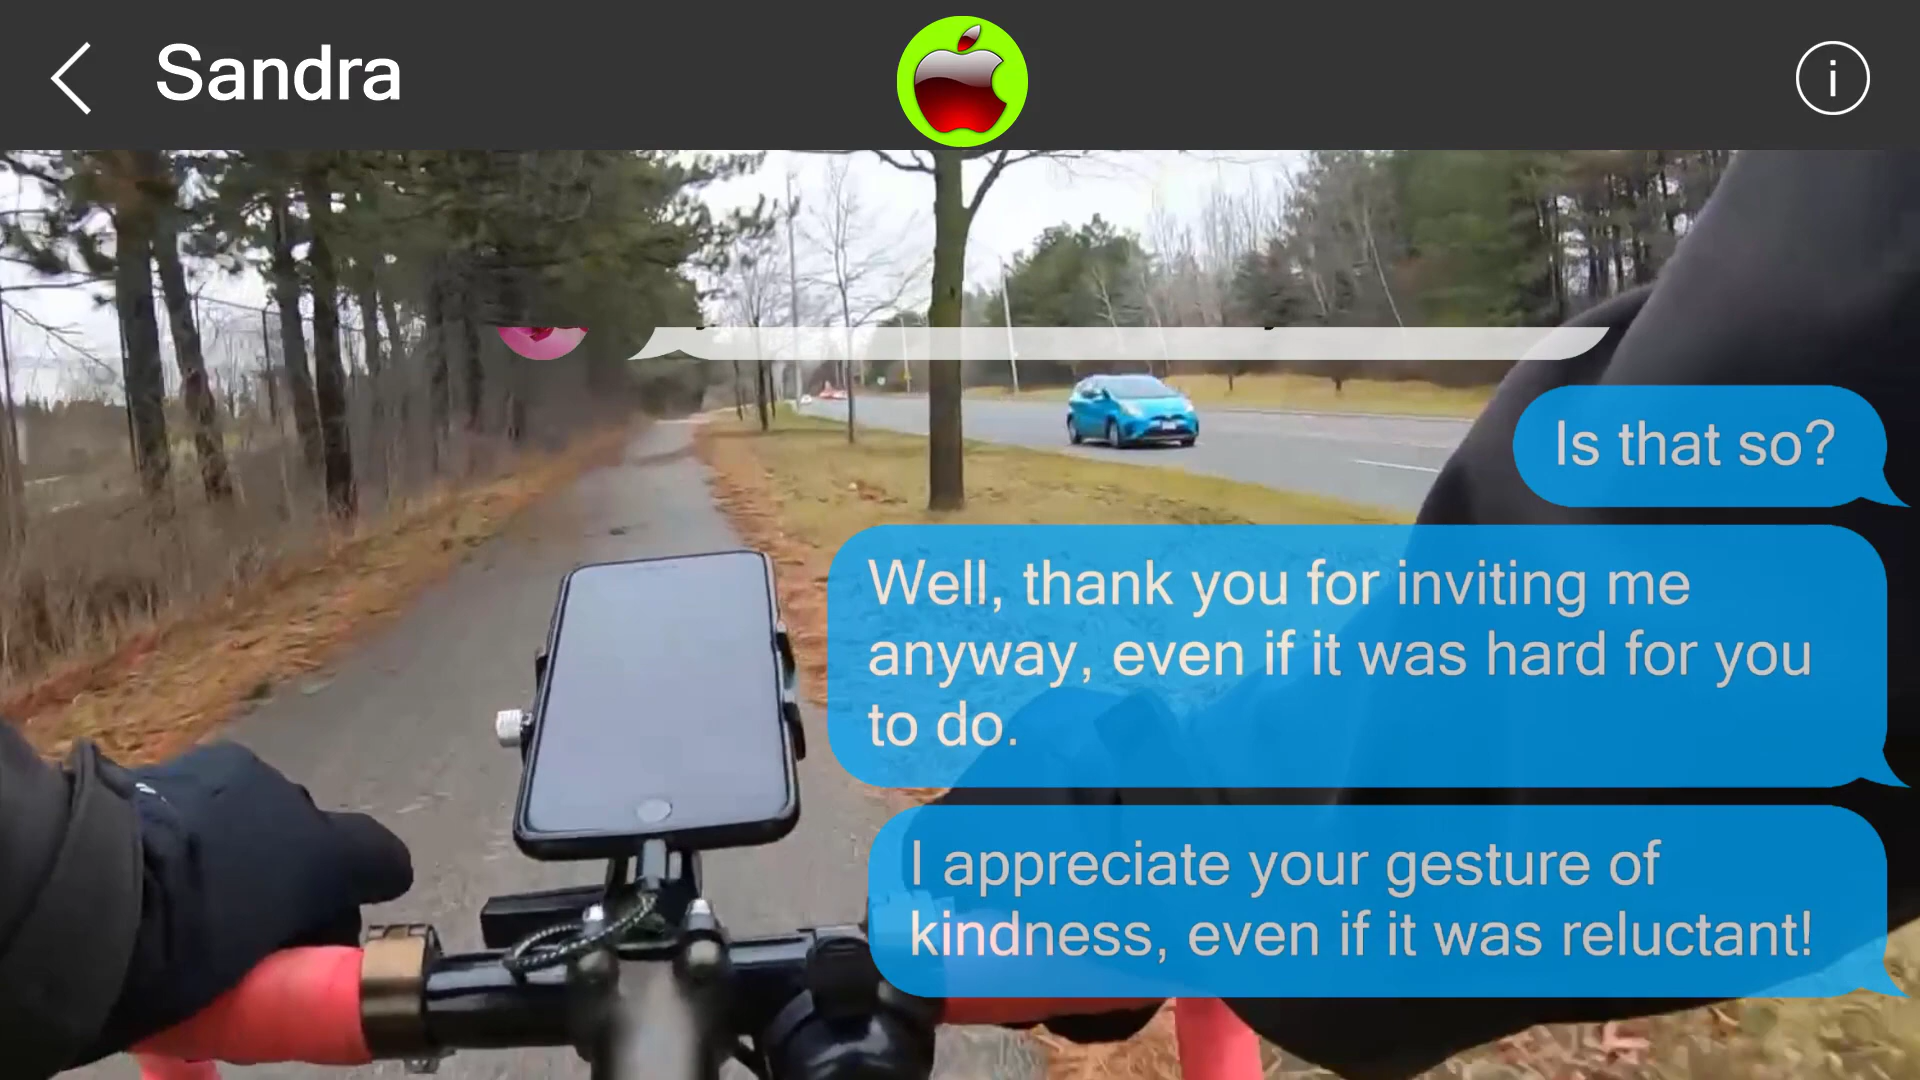 Sandra
Is that so?
Well, thank you for inviting me
anyway, even if it was hard for you
to do.
I appreciate your gesture of
kindness, even if it was reluctant!